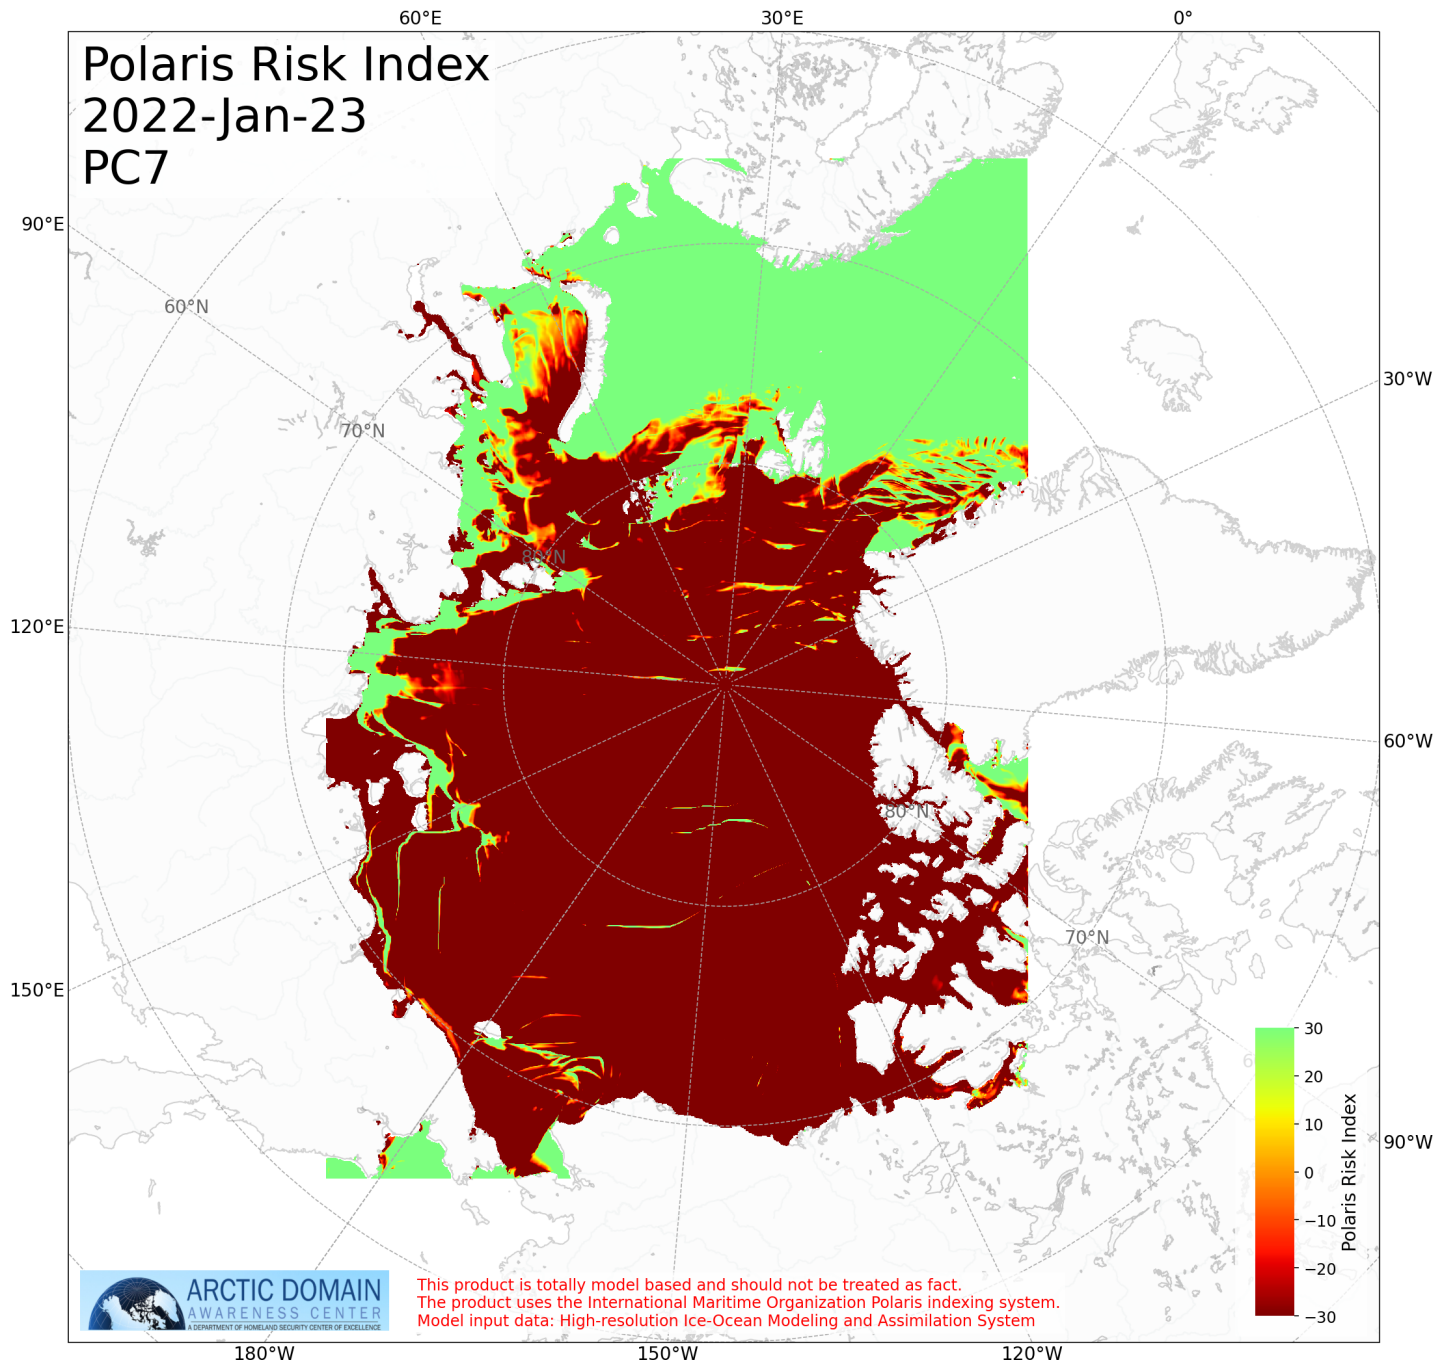 60°E
30°E
0°
Polaris Risk Index
2022-Jan-23
PC7
90°E
60°N
30°W
70°N
80°N
120°E
60°W
80°N
70°N
150°E
30
20
10
0
−10
−20
−30
Polaris Risk Index
90°W
ARCTIC DOMAIN
AWARENESS CENTER
A DEPARTMENT OF HOMELAND SECURITY CENTER OF EXCELLENCE
This product is totally model based and should not be treated as fact.
The product uses the International Maritime Organization Polaris indexing system.
Model input data: High-resolution Ice-Ocean Modeling and Assimilation System
180°W
150°W
120°W